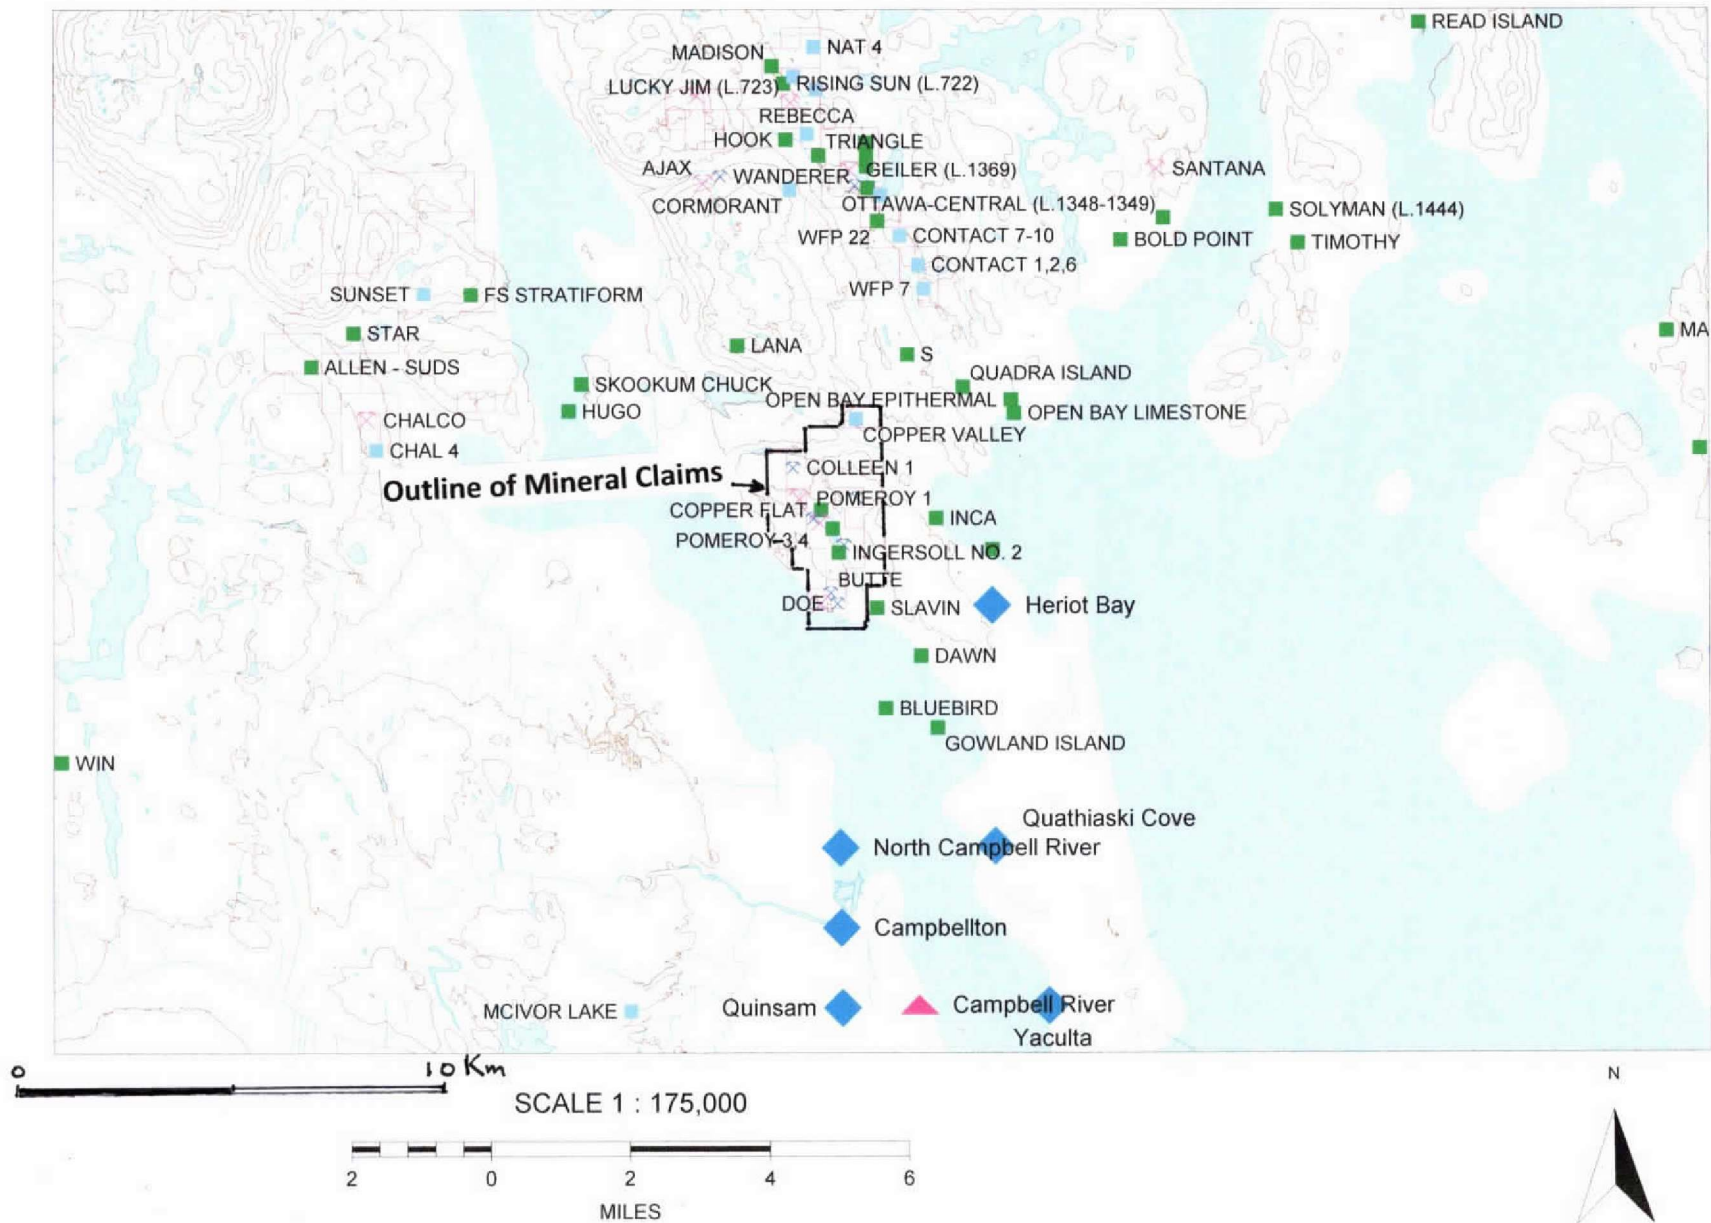 READ ISLAND
NAT 4
MADISON
LUCKY JIM (L.723)
RISING SUN (L.722)
REBECCA
HOOK
TRIANGLE
AJAX
WANDERER
GEILER (L.1369)
SANTANA
CORMORANT
OTTAWA-CENTRAL (L.1348-1349)
SOLYMAN (L.1444)
WFP 22
CONTACT 7-10
BOLD POINT
TIMOTHY
CONTACT 1,2,6
SUNSET
FS STRATIFORM
WFP 7
STAR
MA
LANA
S
ALLEN - SUDS
QUADRA ISLAND
SKOOKUM CHUCK
OPEN BAY EPITHERMAL
HUGO
OPEN BAY LIMESTONE
CHALCO
COPPER VALLEY
CHAL 4
COLLEEN 1
Outline of Mineral Claims
POMEROY 1
COPPER FLAT
INCA
POMEROY 3,4
INGERSOLL NO. 2
BUTTE
DOE
SLAVIN
Heriot Bay
DAWN
BLUEBIRD
GOWLAND ISLAND
WIN
Quathiaski Cove
North Campbell River
Campbellton
MCIVOR LAKE
Quinsam
Campbell River
Yaculta
0
10 Km
N
SCALE 1 : 175,000
2 0 2 4 6
MILES